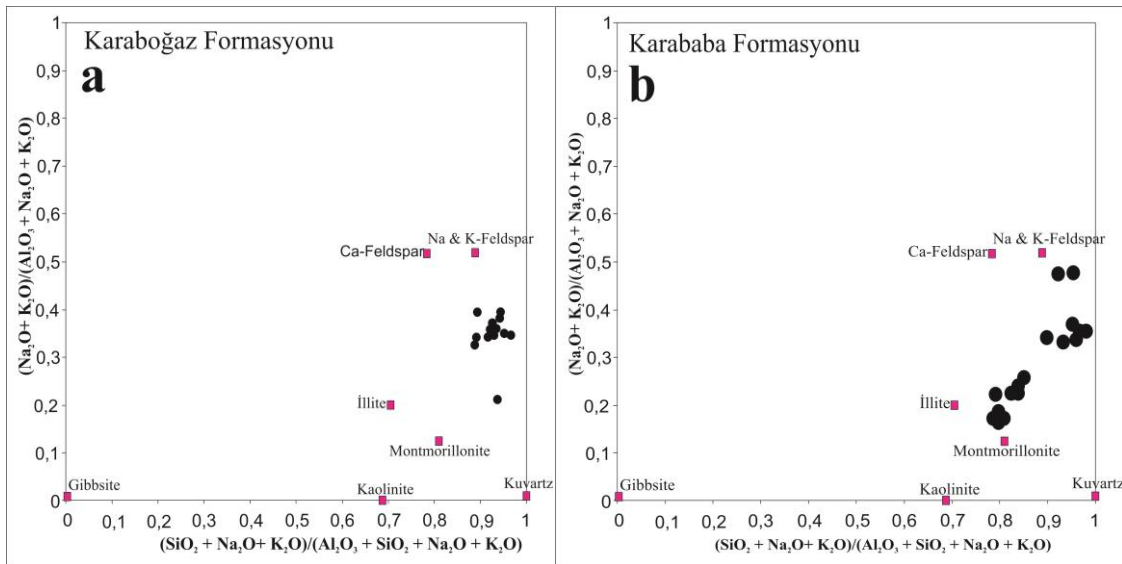 Karaboğaz Formasyonu
a
(Na₂O+ K₂O)/(Al₂O₃ + Na₂O + K₂O)
1
0,9
0,8
0,7
0,6
0,5
0,4
0,3
0,2
0,1
0
Ca-Feldspar
Na & K-Feldspar
İllite
Montmorillonite
Gibbsite
Kaolinite
Kuvartz
0 0,1 0,2 0,3 0,4 0,5 0,6 0,7 0,8 0,9 1
(SiO₂ + Na₂O+ K₂O)/(Al₂O₃ + SiO₂ + Na₂O + K₂O)
Karababa Formasyonu
b
(Na₂O+ K₂O)/(Al₂O₃+ Na₂O + K₂O)
1
0,9
0,8
0,7
0,6
0,5
0,4
0,3
0,2
0,1
0
Ca-Feldspar
Na & K-Feldspar
İllite
Montmorillonite
Gibbsite
Kaolinite
Kuvartz
0 0,1 0,2 0,3 0,4 0,5 0,6 0,7 0,8 0,9 1
(SiO₂ + Na₂O+ K₂O)/(Al₂O₃ + SiO₂ + Na₂O + K₂O)